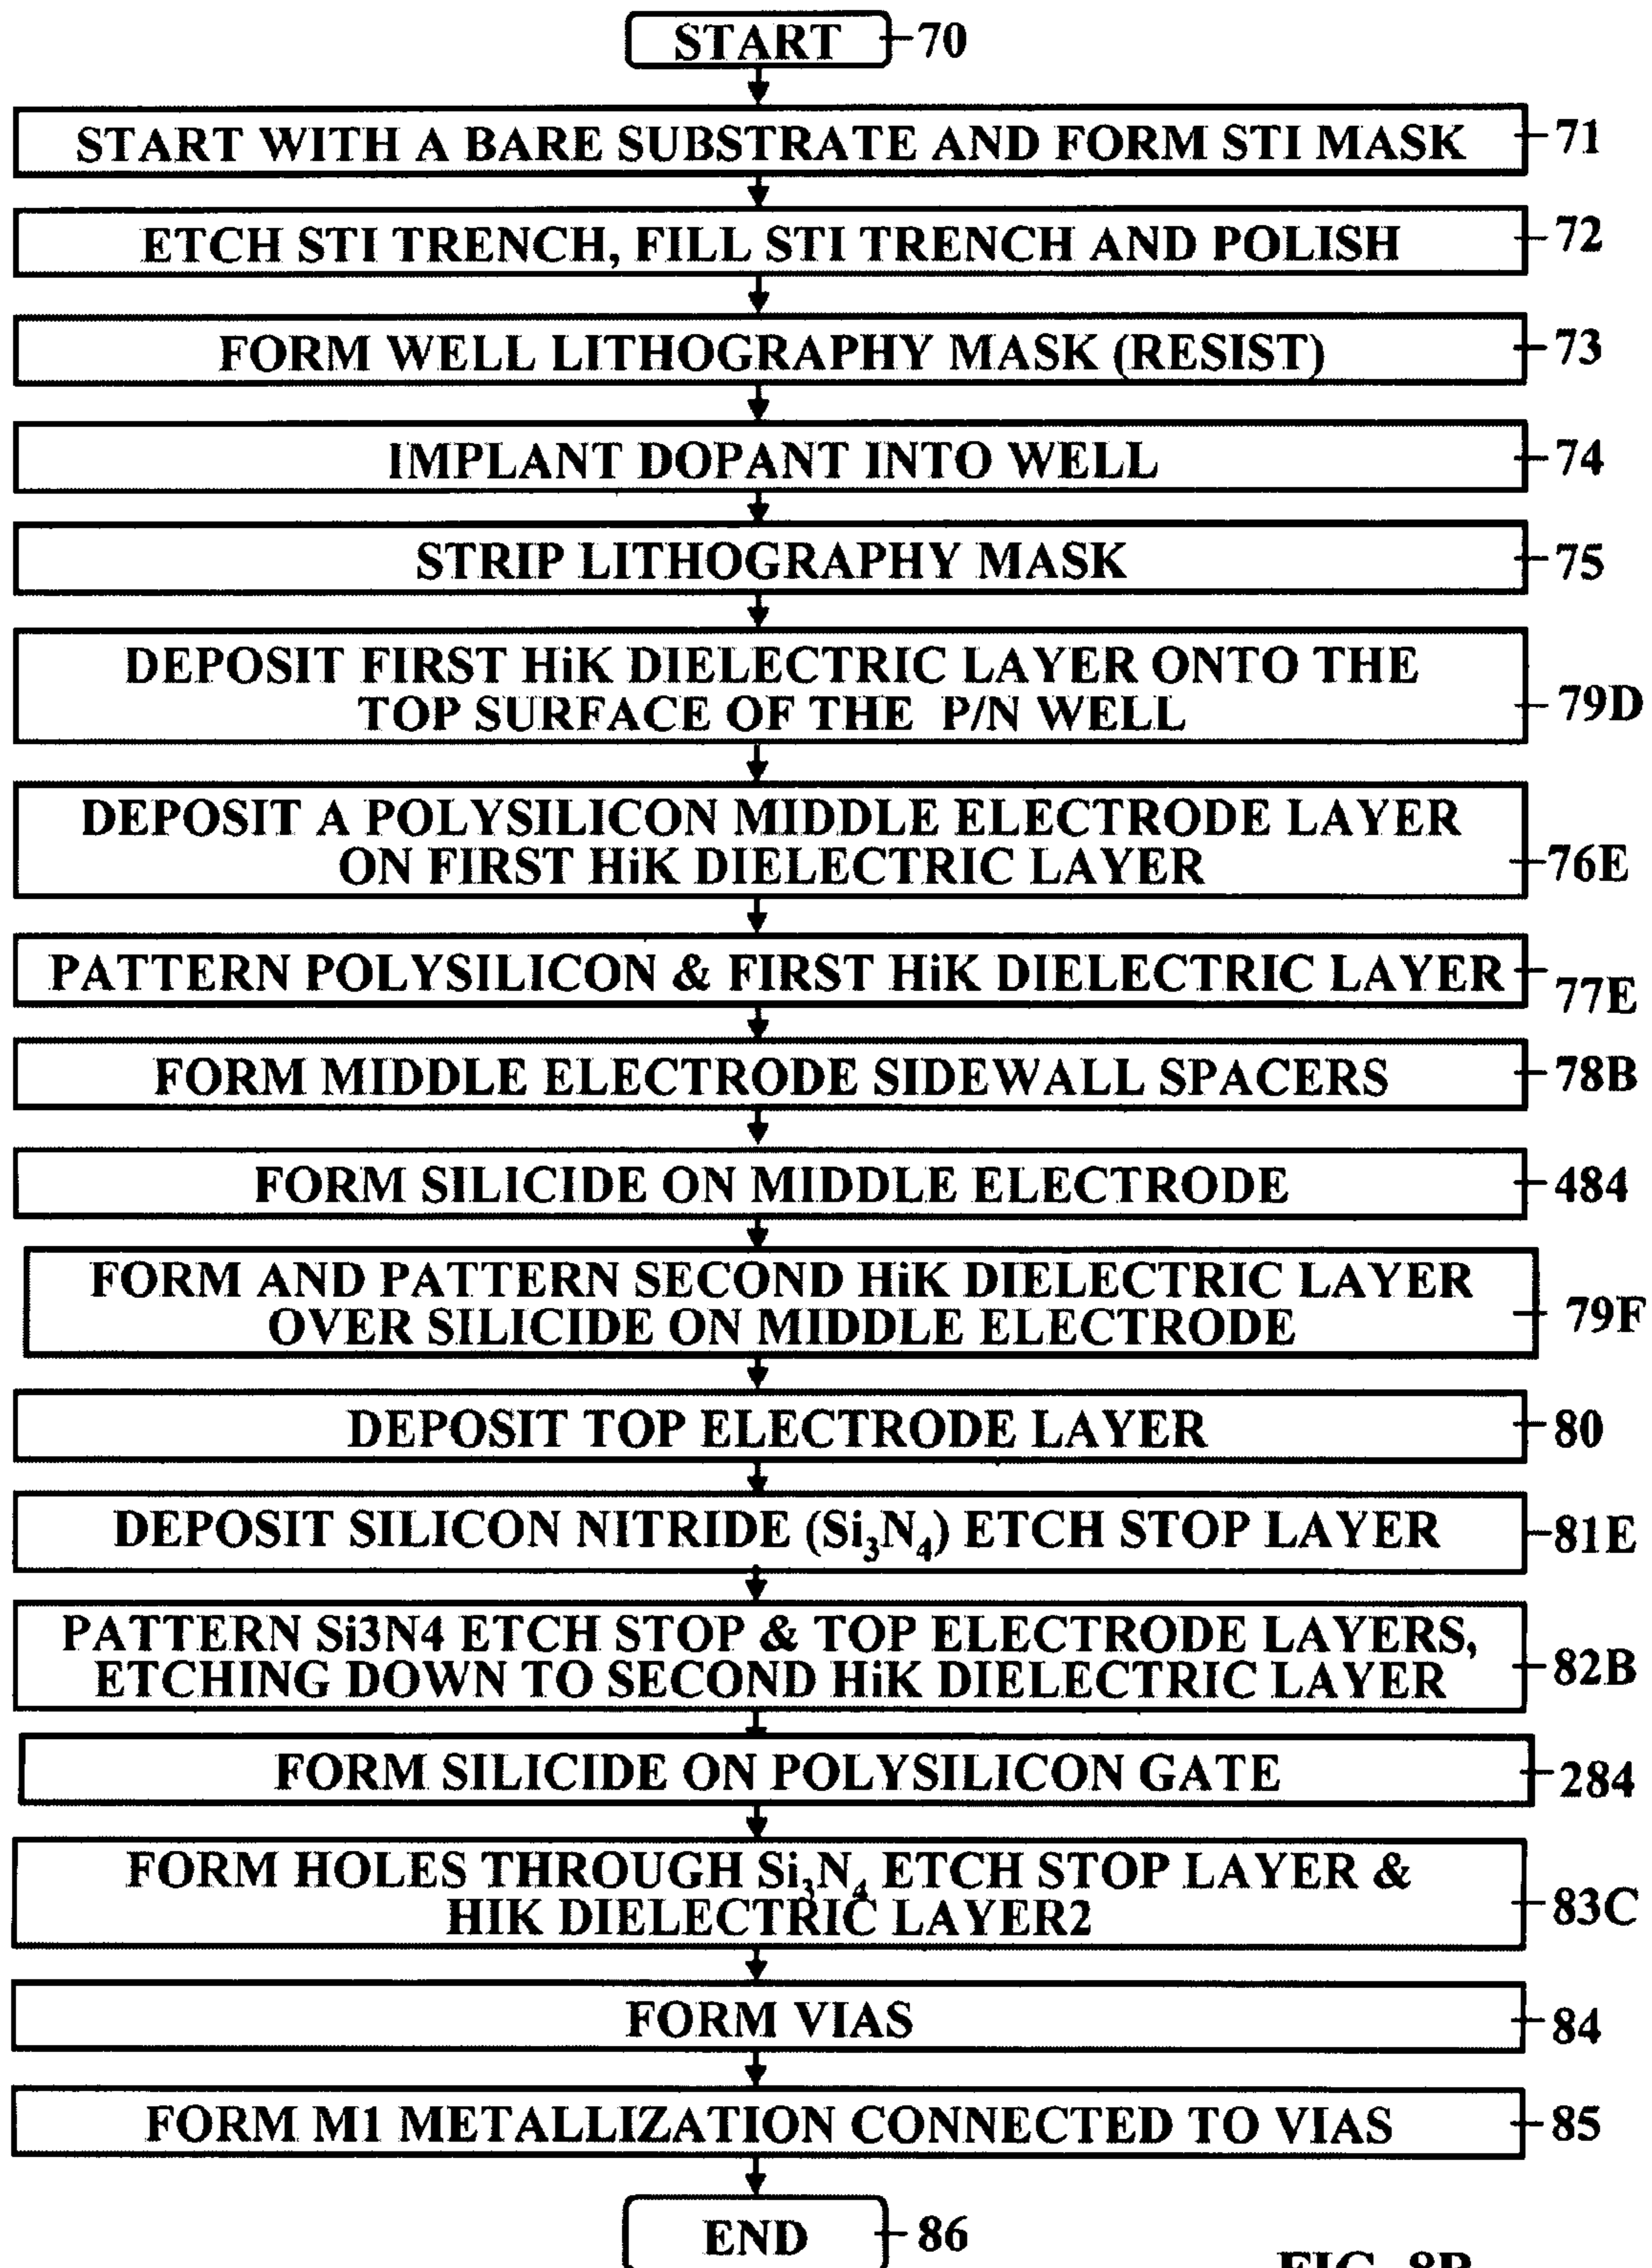 START 70
START WITH A BARE SUBSTRATE AND FORM STI MASK 71
ETCH STI TRENCH, FILL STI TRENCH AND POLISH 72
FORM WELL LITHOGRAPHY MASK (RESIST) 73
IMPLANT DOPANT INTO WELL 74
STRIP LITHOGRAPHY MASK 75
DEPOSIT FIRST HiK DIELECTRIC LAYER ONTO THE
TOP SURFACE OF THE P/N WELL 79D
DEPOSIT A POLYSILICON MIDDLE ELECTRODE LAYER
ON FIRST HiK DIELECTRIC LAYER 76E
PATTERN POLYSILICON & FIRST HiK DIELECTRIC LAYER 77E
FORM MIDDLE ELECTRODE SIDEWALL SPACERS 78B
FORM SILICIDE ON MIDDLE ELECTRODE 484
FORM AND PATTERN SECOND HiK DIELECTRIC LAYER
OVER SILICIDE ON MIDDLE ELECTRODE 79F
DEPOSIT TOP ELECTRODE LAYER 80
DEPOSIT SILICON NITRIDE (Si₃N₄) ETCH STOP LAYER 81E
PATTERN Si3N4 ETCH STOP & TOP ELECTRODE LAYERS,
ETCHING DOWN TO SECOND HiK DIELECTRIC LAYER 82B
FORM SILICIDE ON POLYSILICON GATE 284
FORM HOLES THROUGH Si₃N₄ ETCH STOP LAYER &
HIK DIELECTRIC LAYER2 83C
FORM VIAS 84
FORM M1 METALLIZATION CONNECTED TO VIAS 85
END 86